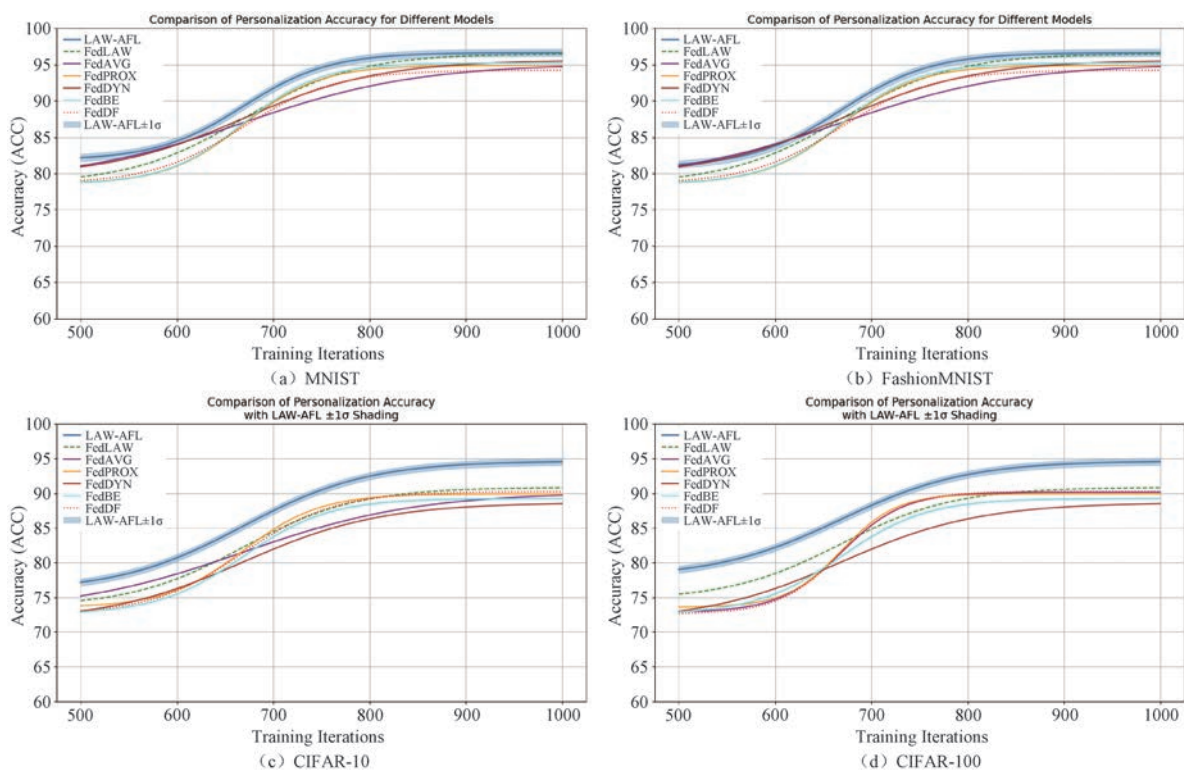 Comparison of Personalization Accuracy for Different Models
100
95
90
85
80
75
70
65
60
Accuracy (ACC)
LAW-AFL
FedLAW
FedAVG
FedPROX
FedDYN
FedBE
FedDF
LAW-AFL±1σ
500 600 700 800 900 1000
Training Iterations
（a）MNIST
Comparison of Personalization Accuracy for Different Models
100
95
90
85
80
75
70
65
60
Accuracy (ACC)
LAW-AFL
FedLAW
FedAVG
FedPROX
FedDYN
FedBE
FedDF
LAW-AFL±1σ
500 600 700 800 900 1000
Training Iterations
（b）FashionMNIST
Comparison of Personalization Accuracy
with LAW-AFL ±1σ Shading
100
95
90
85
80
75
70
65
60
Accuracy (ACC)
LAW-AFL
FedLAW
FedAVG
FedPROX
FedDYN
FedBE
FedDF
LAW-AFL±1σ
500 600 700 800 900 1000
Training Iterations
（c）CIFAR-10
Comparison of Personalization Accuracy
with LAW-AFL ±1σ Shading
100
95
90
85
80
75
70
65
60
Accuracy (ACC)
LAW-AFL
FedLAW
FedAVG
FedPROX
FedDYN
FedBE
FedDF
LAW-AFL±1σ
500 600 700 800 900 1000
Training Iterations
（d）CIFAR-100